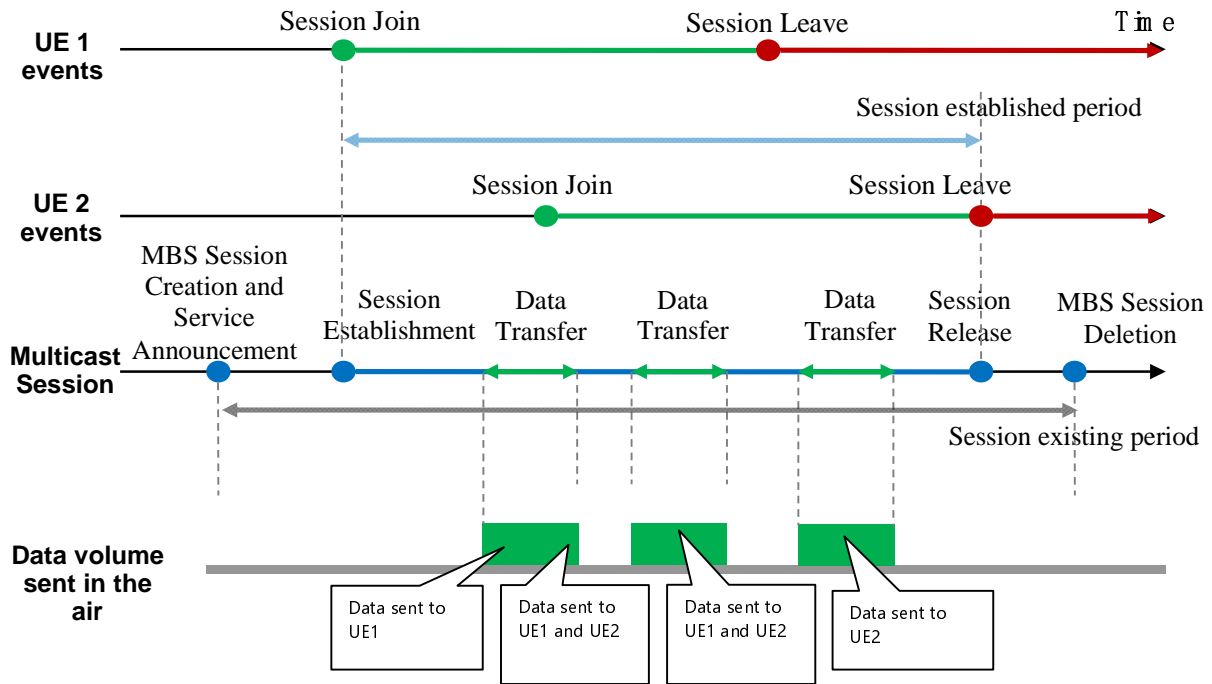 Session Join
Session Leave
Time
UE 1
events
Session established period
Session Join
Session Leave
UE 2
events
MBS Session
Creation and
Service
Announcement
Session
Establishment
Data
Transfer
Data
Transfer
Data
Transfer
Session
Release
MBS Session
Deletion
Multicast
Session
Session existing period
Data volume
sent in the
air
Data sent to
UE1
Data sent to
UE1 and UE2
Data sent to
UE1 and UE2
Data sent to
UE2